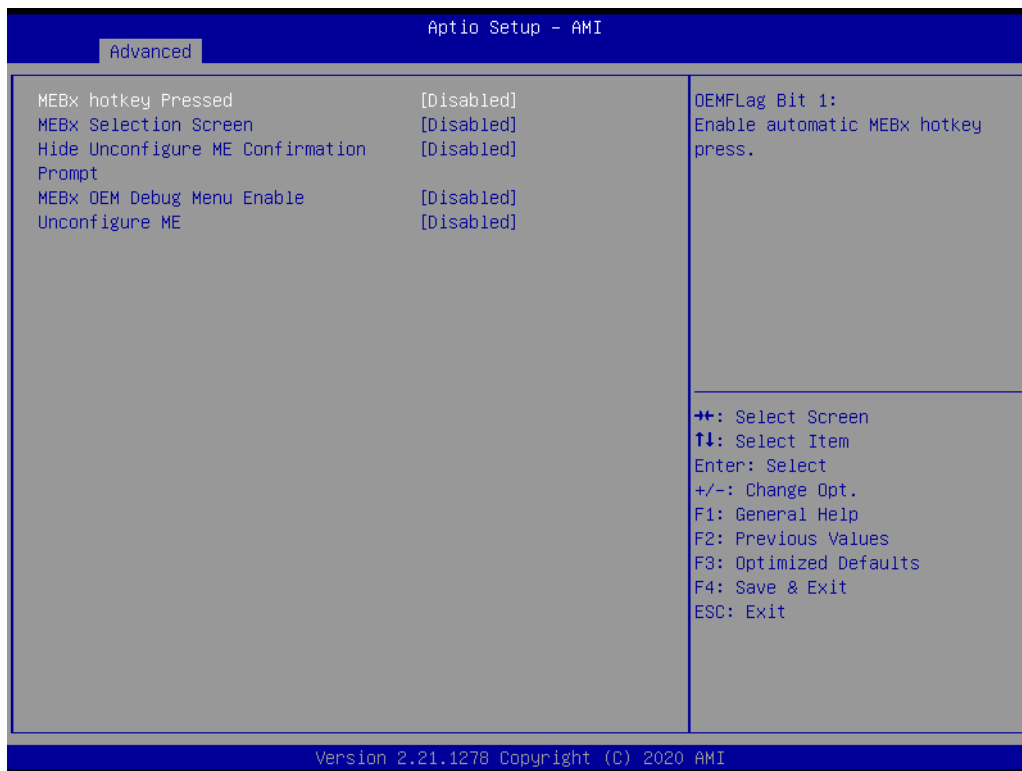 Aptio Setup – AMI
Advanced
MEBx hotkey Pressed [Disabled]
MEBx Selection Screen [Disabled]
Hide Unconfigure ME Confirmation [Disabled]
Prompt
MEBx OEM Debug Menu Enable [Disabled]
Unconfigure ME [Disabled]
OEMFLag Bit 1:
Enable automatic MEBx hotkey
press.
→←: Select Screen
↑↓: Select Item
Enter: Select
+/-: Change Opt.
F1: General Help
F2: Previous Values
F3: Optimized Defaults
F4: Save & Exit
ESC: Exit
Version 2.21.1278 Copyright (C) 2020 AMI